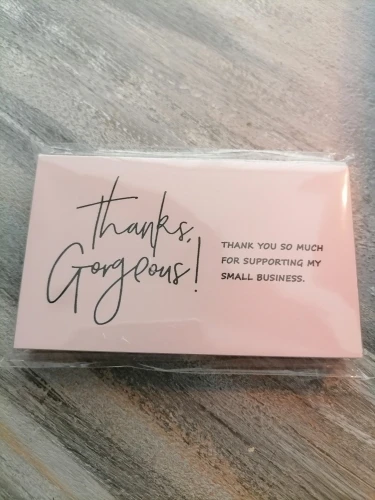 Thanks,
Gorgeous!
THANK YOU SO MUCH
FOR SUPPORTING MY
SMALL BUSINESS.